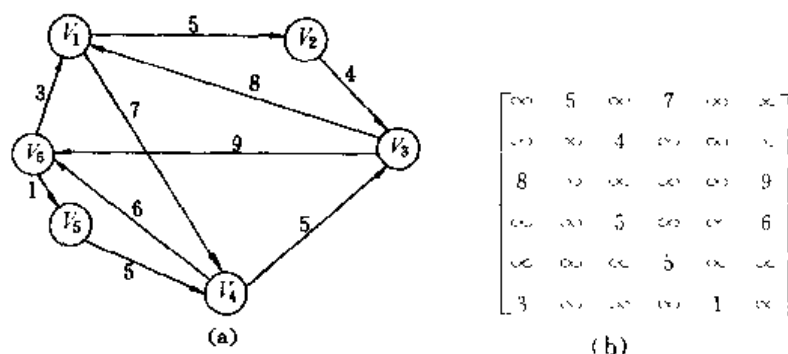 V₁ 5 V₂
8 4
3 7
V₆ 9 V₃
1 6 5
V₅
5 V₄
(a)
∞ 5 ∞ 7 ∞ ∞
∞ ∞ 4 ∞ ∞ ∞
8 ∞ ∞ ∞ ∞ 9
∞ ∞ 5 ∞ ∞ 6
∞ ∞ ∞ 5 ∞ ∞
3 ∞ ∞ ∞ 1 ∞
(b)